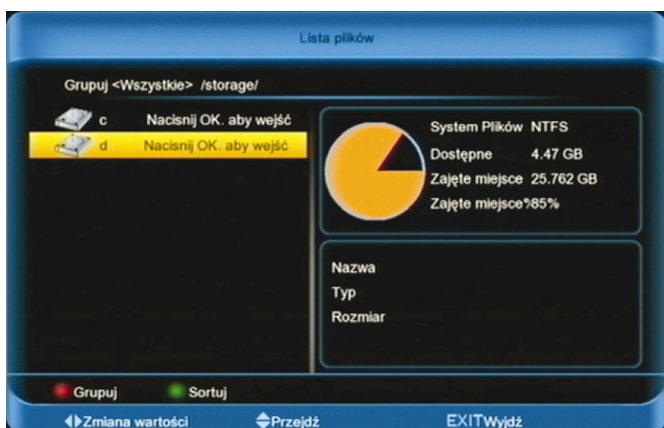 Lista plików
Grupuj <Wszystkie> /storage/
c Nacisnij OK. aby wejść
d Nacisnij OK. aby wejść
System Plików NTFS
Dostępne 4.47 GB
Zajęte miejsce 25.762 GB
Zajęte miejsce%85%
Nazwa
Typ
Rozmiar
Grupuj Sortuj
Zmiana wartości Przejdź EXITWyjdź